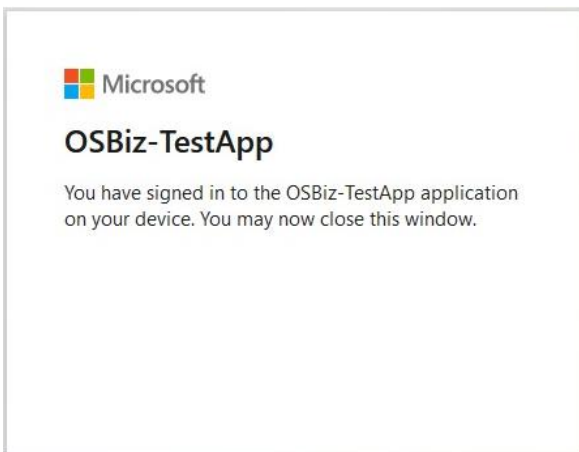 Microsoft
OSBiz-TestApp
You have signed in to the OSBiz-TestApp application
on your device. You may now close this window.